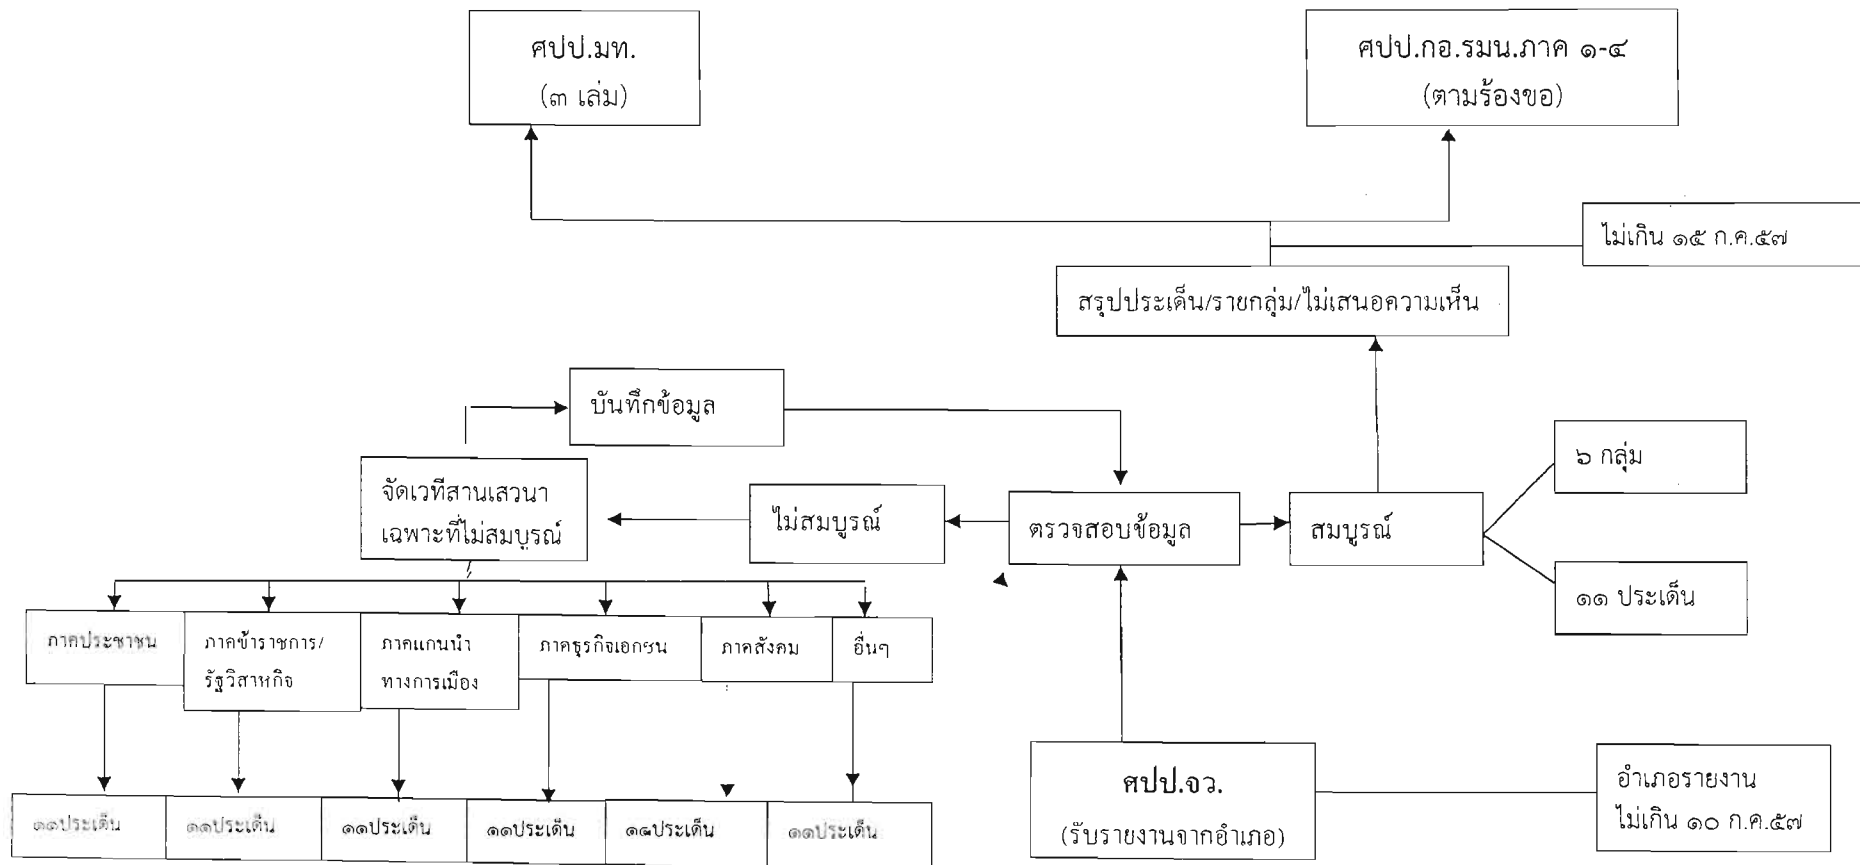 ศปป.มท.
(๓ เล่ม)
ศปป.กอ.รมน.ภาค ๑-๔
(ตามร้องขอ)
ไม่เกิน ๑๕ ก.ค.๕๗
สรุปประเด็น/รายกลุ่ม/ไม่เสนอความเห็น
บันทึกข้อมูล
จัดเวทีสานเสวนา
เฉพาะที่ไม่สมบูรณ์
ไม่สมบูรณ์
ตรวจสอบข้อมูล
สมบูรณ์
๖ กลุ่ม
๑๑ ประเด็น
ภาคประชาชน
ภาคข้าราชการ/
รัฐวิสาหกิจ
ภาคแกนนำ
ทางการเมือง
ภาคธุรกิจเอกชน
ภาคสังคม
อื่นๆ
๑๑ประเด็น
๑๑ประเด็น
๑๑ประเด็น
๑๑ประเด็น
ประเด็น
๑๑ประเด็น
ศปป.จว.
(รับรายงานจากอำเภอ)
อำเภอรายงาน
ไม่เกิน ๑๐ ก.ค.๕๗